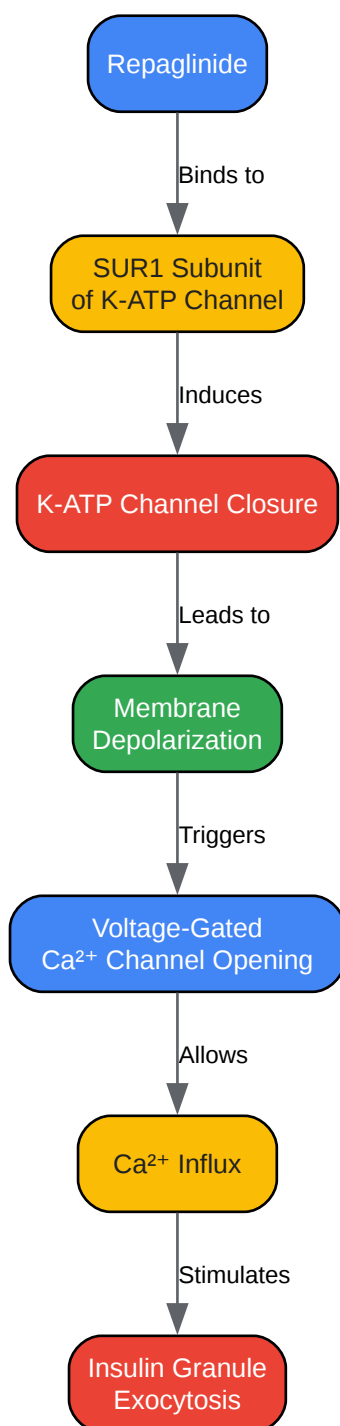 Repaglinide
Binds to
SUR1 Subunit
of K-ATP Channel
Induces
K-ATP Channel Closure
Leads to
Membrane
Depolarization
Triggers
Voltage-Gated
Ca²⁺ Channel Opening
Allows
Ca²⁺ Influx
Stimulates
Insulin Granule
Exocytosis